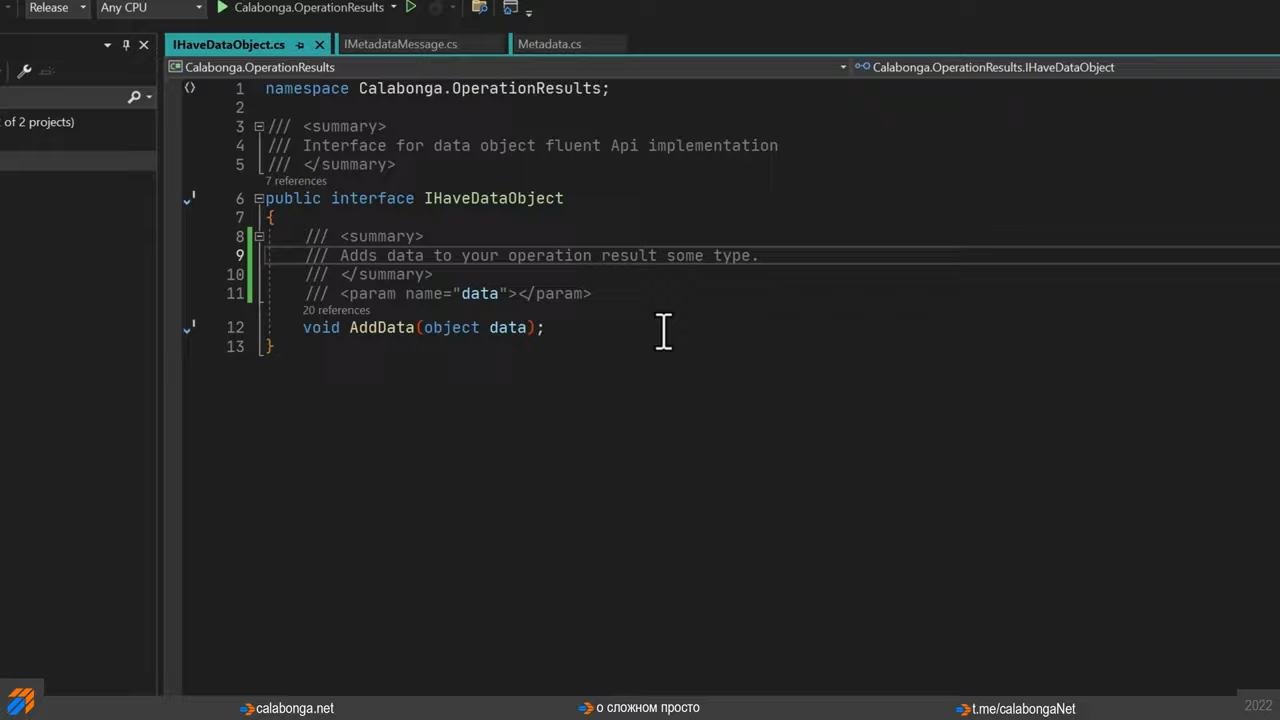 Release Any CPU Calabonga.OperationResults
IHaveDataObject.cs IMetadataMessage.cs Metadata.cs
Calabonga.OperationResults Calabonga.OperationResults.IHaveDataObject
of 2 projects)
1 namespace Calabonga.OperationResults;
2
3 /// <summary>
4 /// Interface for data object fluent Api implementation
5 /// </summary>
7 references
6 public interface IHaveDataObject
7 {
8 /// <summary>
9 /// Adds data to your operation result some type.
10 /// </summary>
11 /// <param name="data"></param>
20 references
12 void AddData(object data);
13 }
calabonga.net о сложном просто t.me/calabongaNet 2022